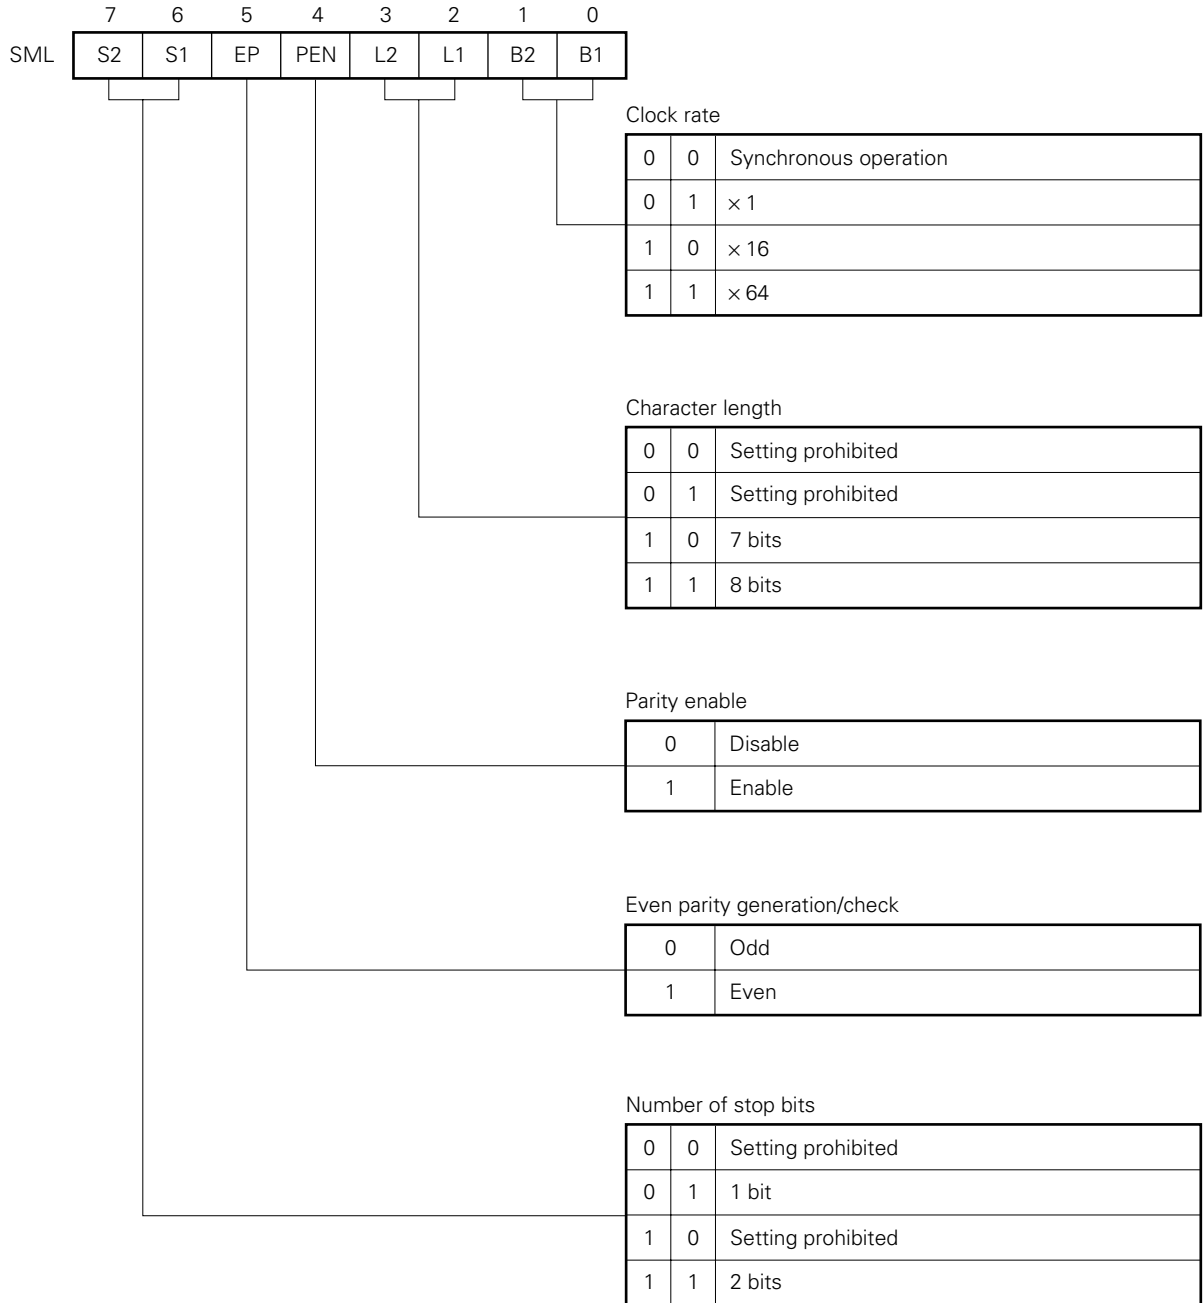 7 6 5 4 3 2 1 0
SML S2 S1 EP PEN L2 L1 B2 B1
Clock rate
0 0 Synchronous operation
0 1 × 1
1 0 × 16
1 1 × 64
Character length
0 0 Setting prohibited
0 1 Setting prohibited
1 0 7 bits
1 1 8 bits
Parity enable
0 Disable
1 Enable
Even parity generation/check
0 Odd
1 Even
Number of stop bits
0 0 Setting prohibited
0 1 1 bit
1 0 Setting prohibited
1 1 2 bits